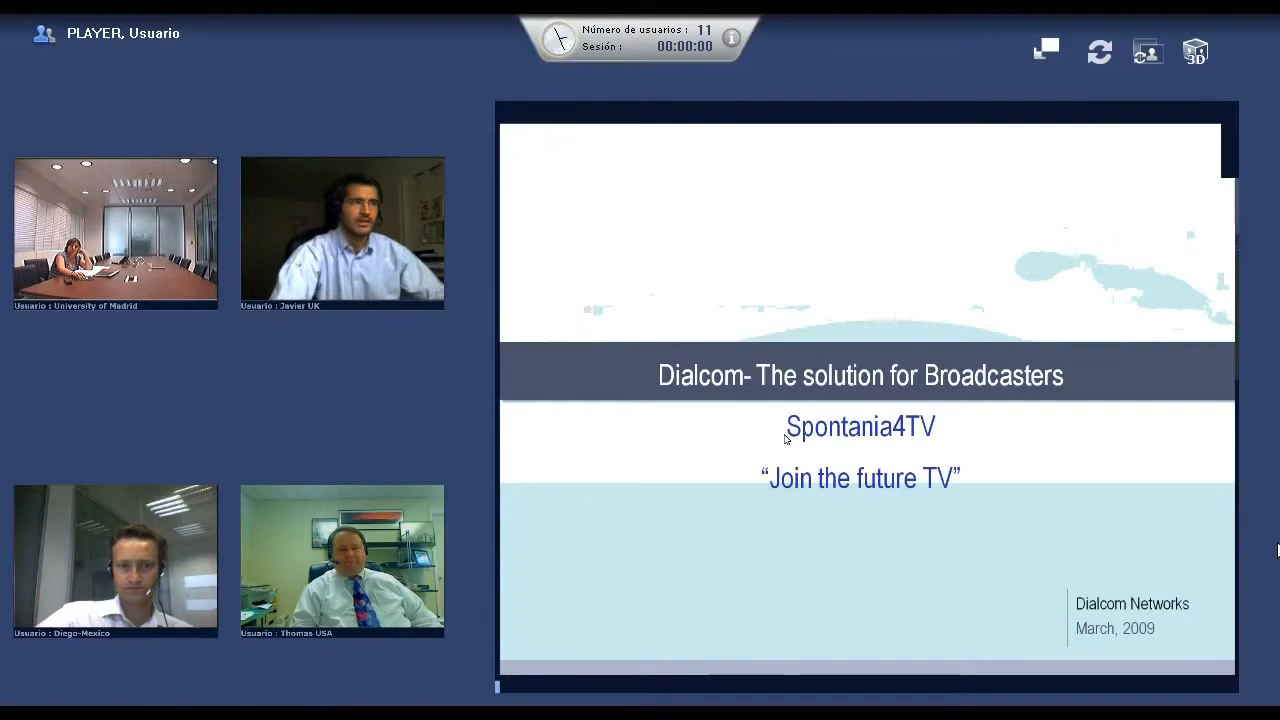 PLAYER, Usuario
Número de usuarios : 11
Sesión : 00:00:00
3D
Usuario : University of Madrid
Usuario : Javier UK
Usuario : Diego-Mexico
Usuario : Thomas USA
Dialcom- The solution for Broadcasters
Spontania4TV
“Join the future TV”
Dialcom Networks
March, 2009